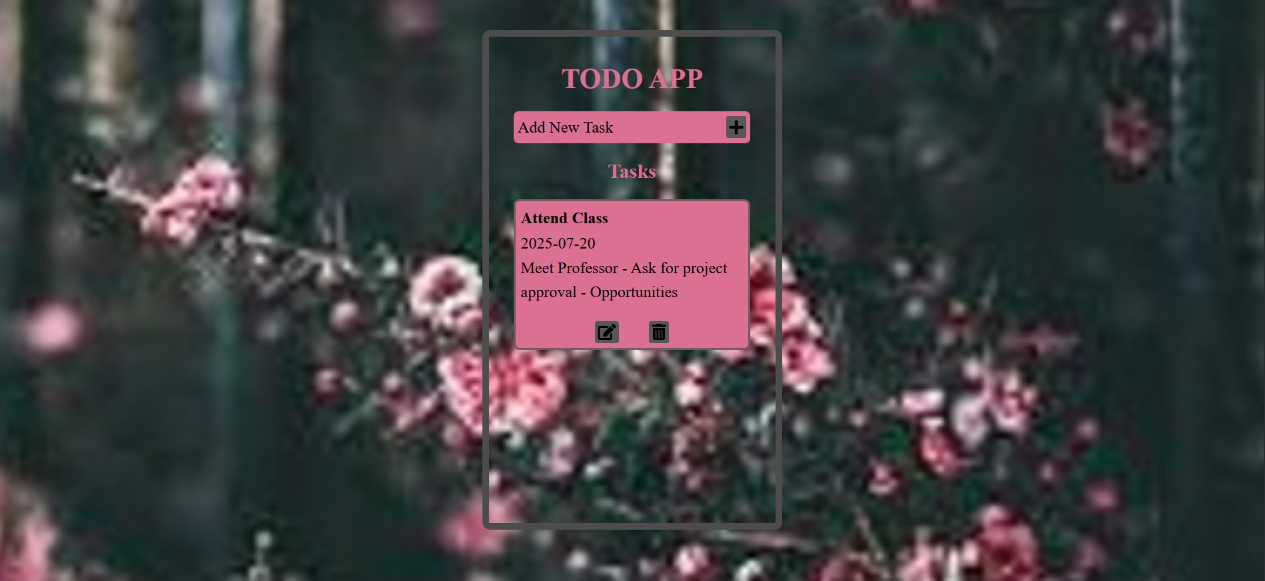 TODO APP
Add New Task
Tasks
Attend Class
2025-07-20
Meet Professor - Ask for project
approval - Opportunities